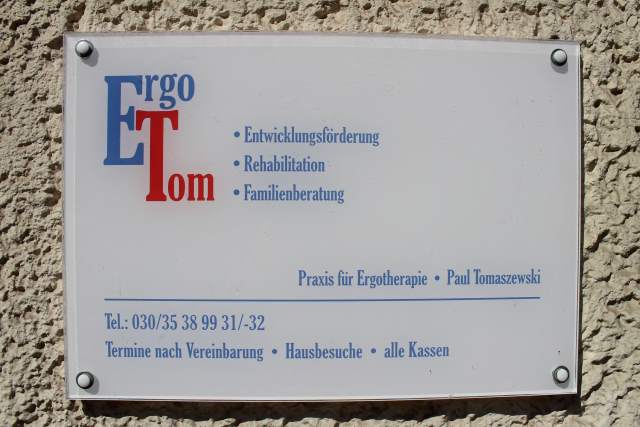 Ergo
Tom
• Entwicklungsförderung
• Rehabilitation
• Familienberatung
Praxis für Ergotherapie • Paul Tomaszewski
Tel.: 030/35 38 99 31/-32
Termine nach Vereinbarung • Hausbesuche • alle Kassen